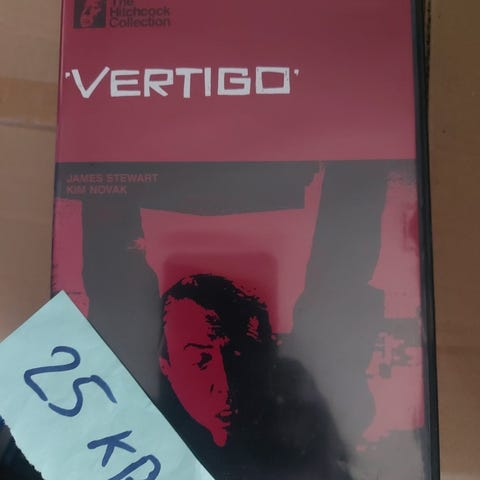 The
Hitchcock
Collection
'VERTIGO'
JAMES STEWART
KIM NOVAK
25 KR